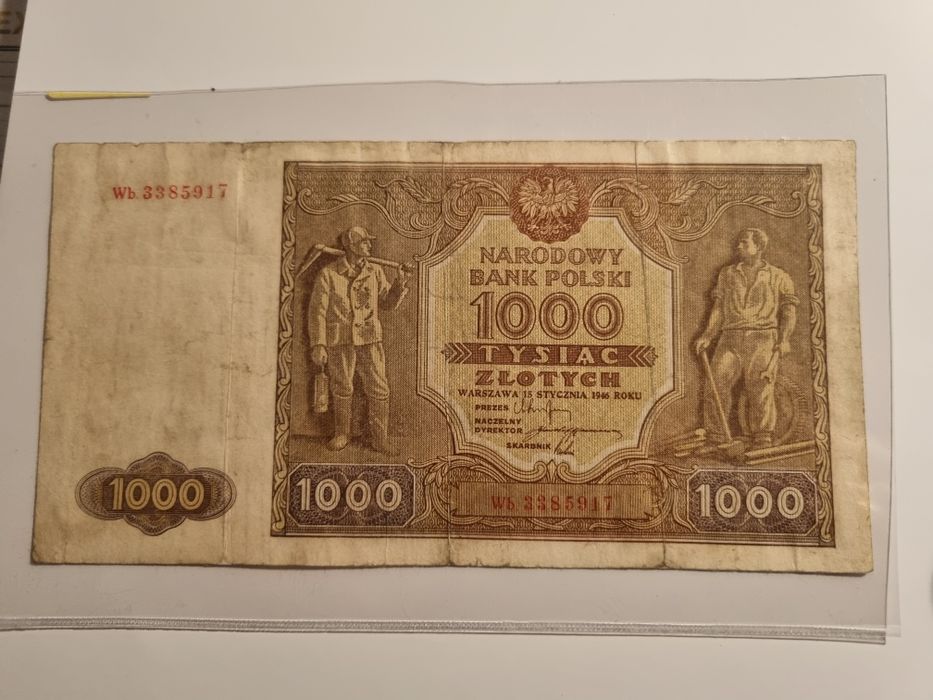 Wb. 3385917
NARODOWY
BANK POLSKI
1000
TYSIĄC
ZŁOTYCH
WARSZAWA 15 STYCZNIA 1946 ROKU
PREZES
NACZELNY
DYREKTOR
SKARBNIK
1000
1000
Wb. 3385917
1000